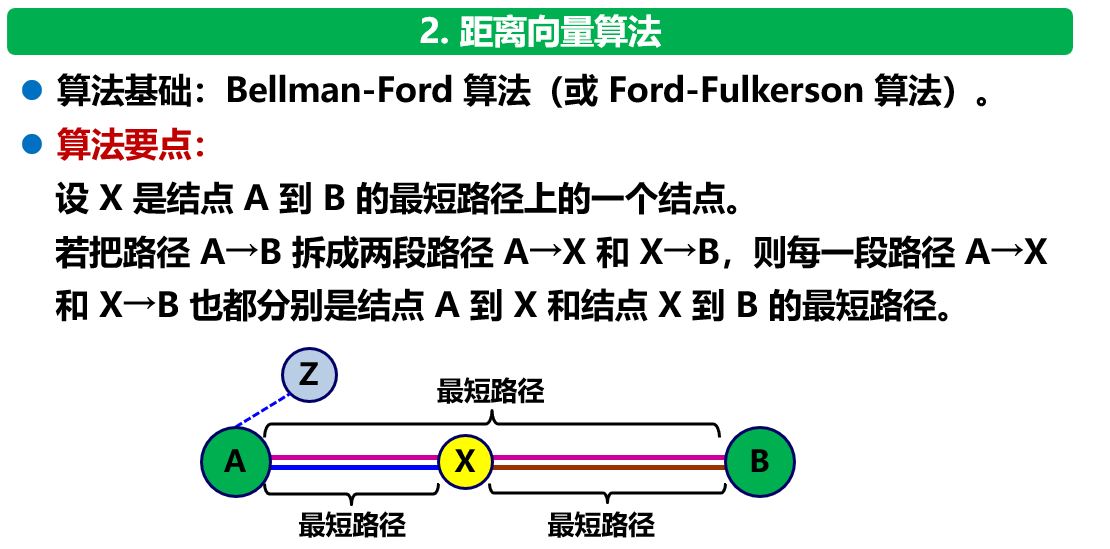 2. 距离向量算法
算法基础：Bellman-Ford 算法（或 Ford-Fulkerson 算法）。
算法要点：
设 X 是结点 A 到 B 的最短路径上的一个结点。
若把路径 A→B 拆成两段路径 A→X 和 X→B，则每一段路径 A→X
和 X→B 也都分别是结点 A 到 X 和结点 X 到 B 的最短路径。
Z
最短路径
A
X
B
最短路径
最短路径